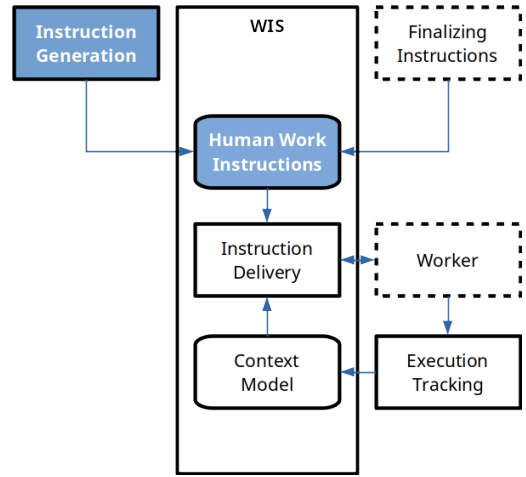 Instruction
Generation
WIS
Finalizing
Instructions
Human Work
Instructions
Instruction
Delivery
Worker
Context
Model
Execution
Tracking